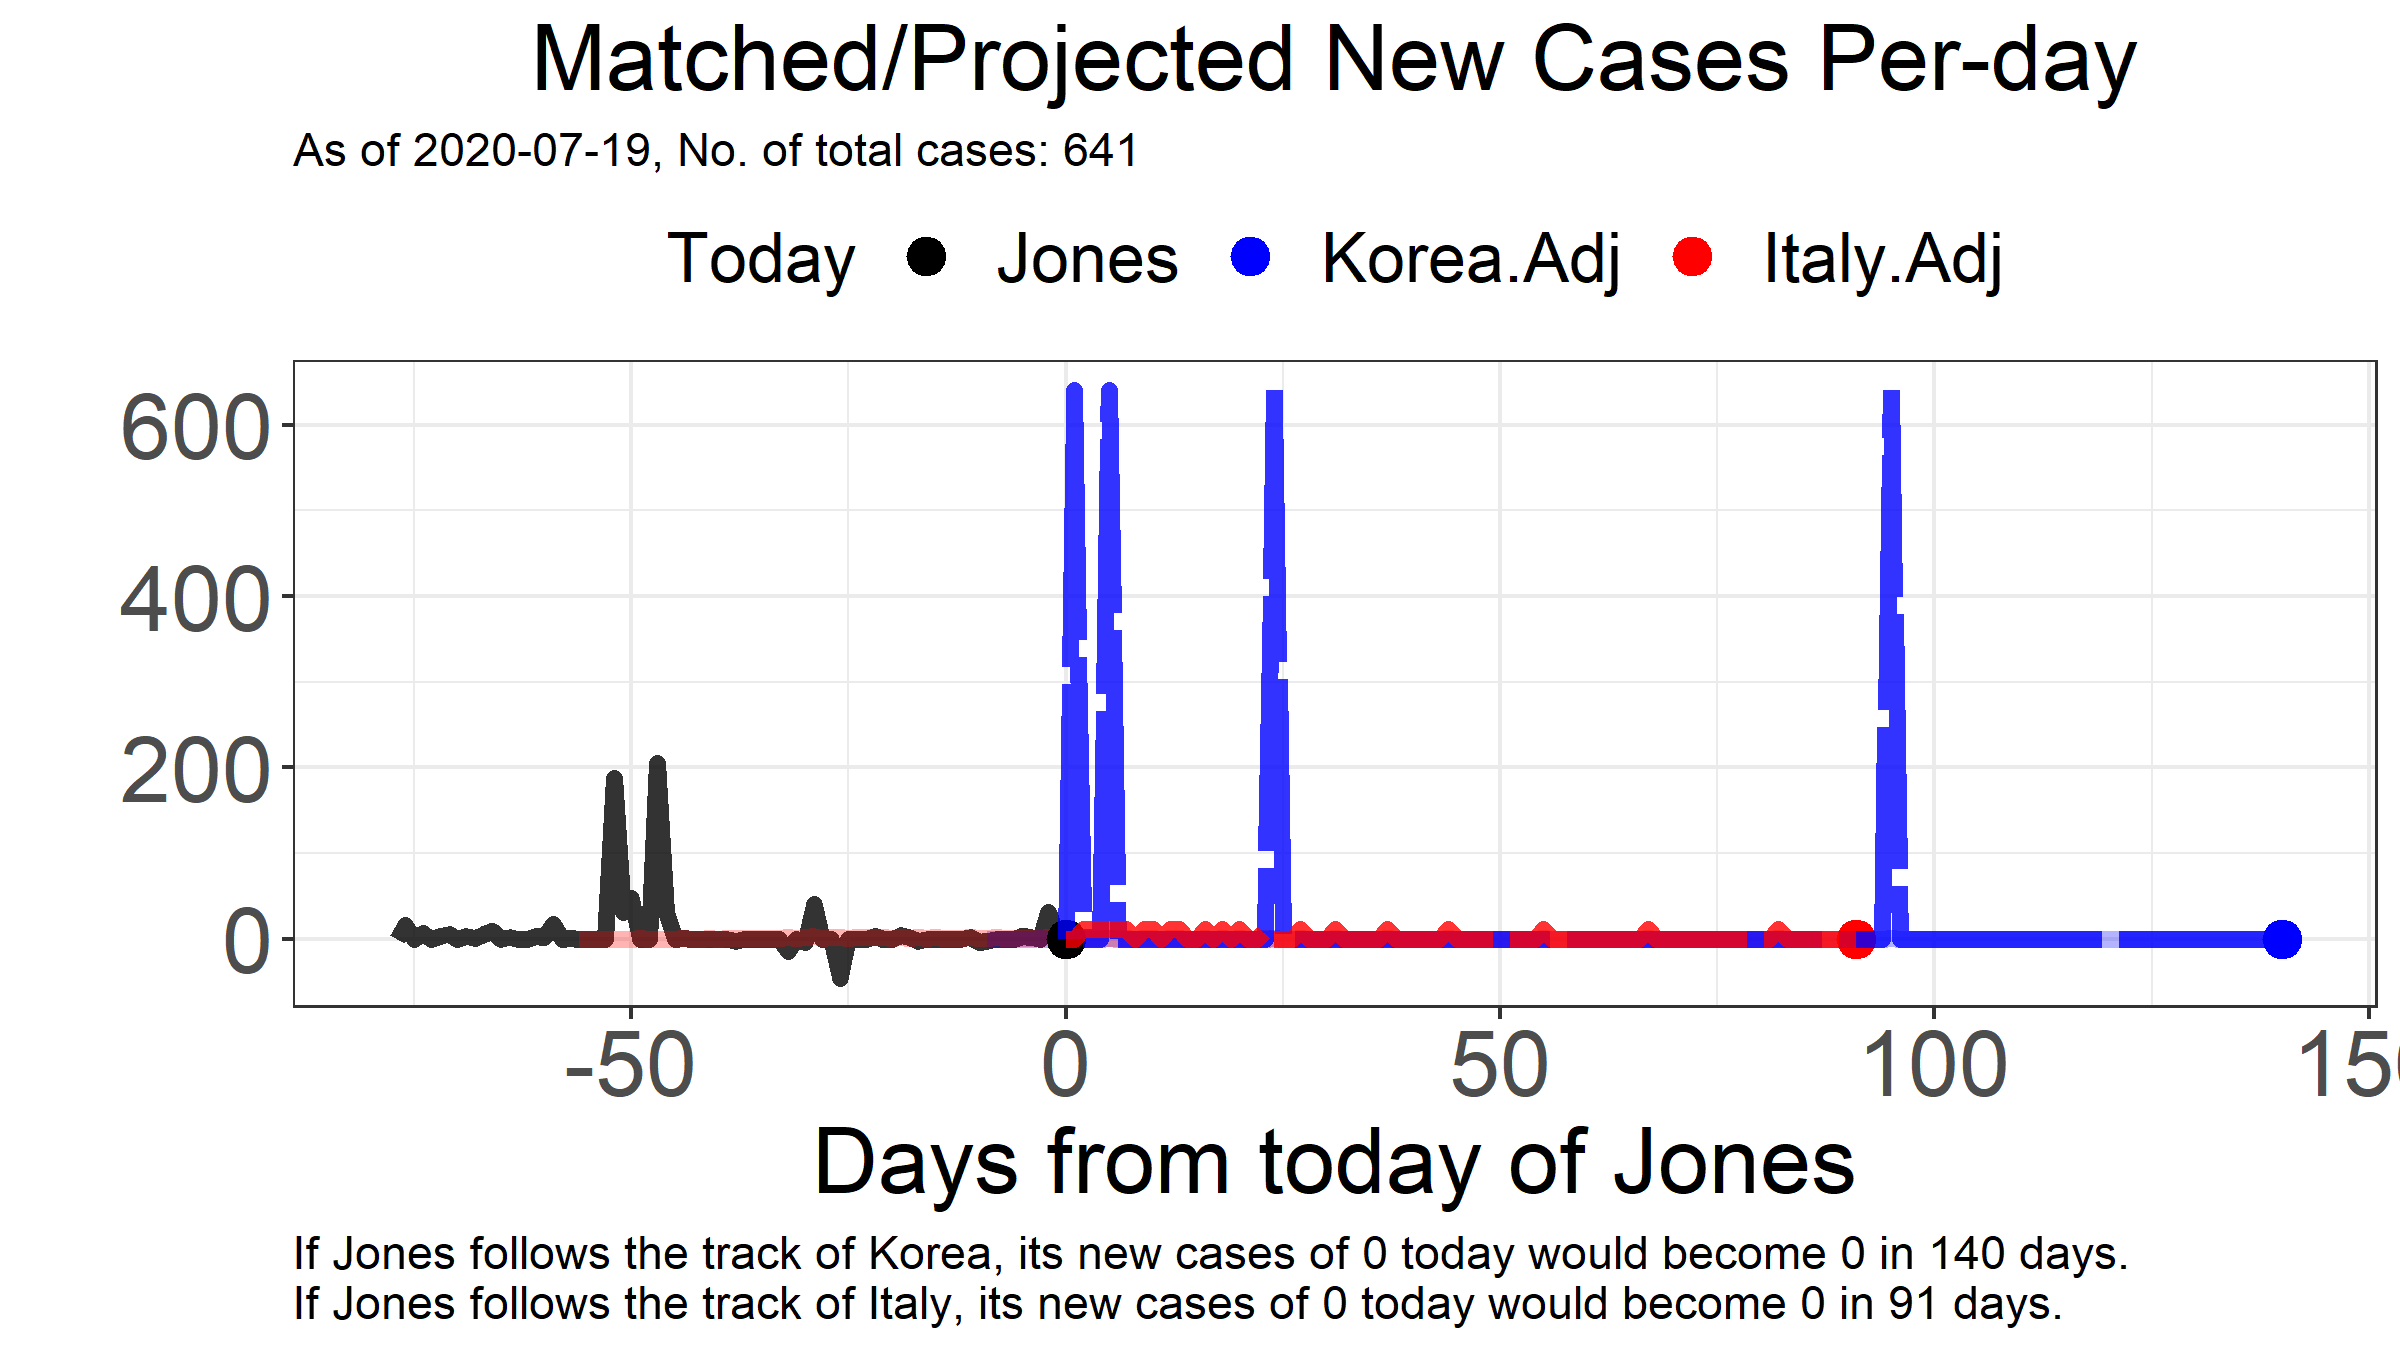 Matched/Projected New Cases Per-day
As of 2020-07-19, No. of total cases: 641
Today Jones Korea.Adj Italy.Adj
600
400
200
0
-50 0 50 100 150
Days from today of Jones
If Jones follows the track of Korea, its new cases of 0 today would become 0 in 140 days.
If Jones follows the track of Italy, its new cases of 0 today would become 0 in 91 days.